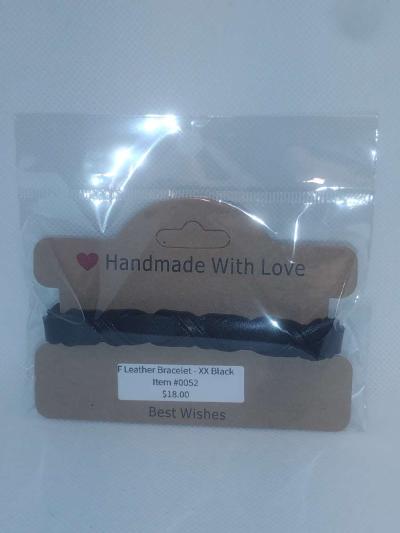 Handmade With Love
F Leather Bracelet - XX Black
Item #0052
$18.00
Best Wishes